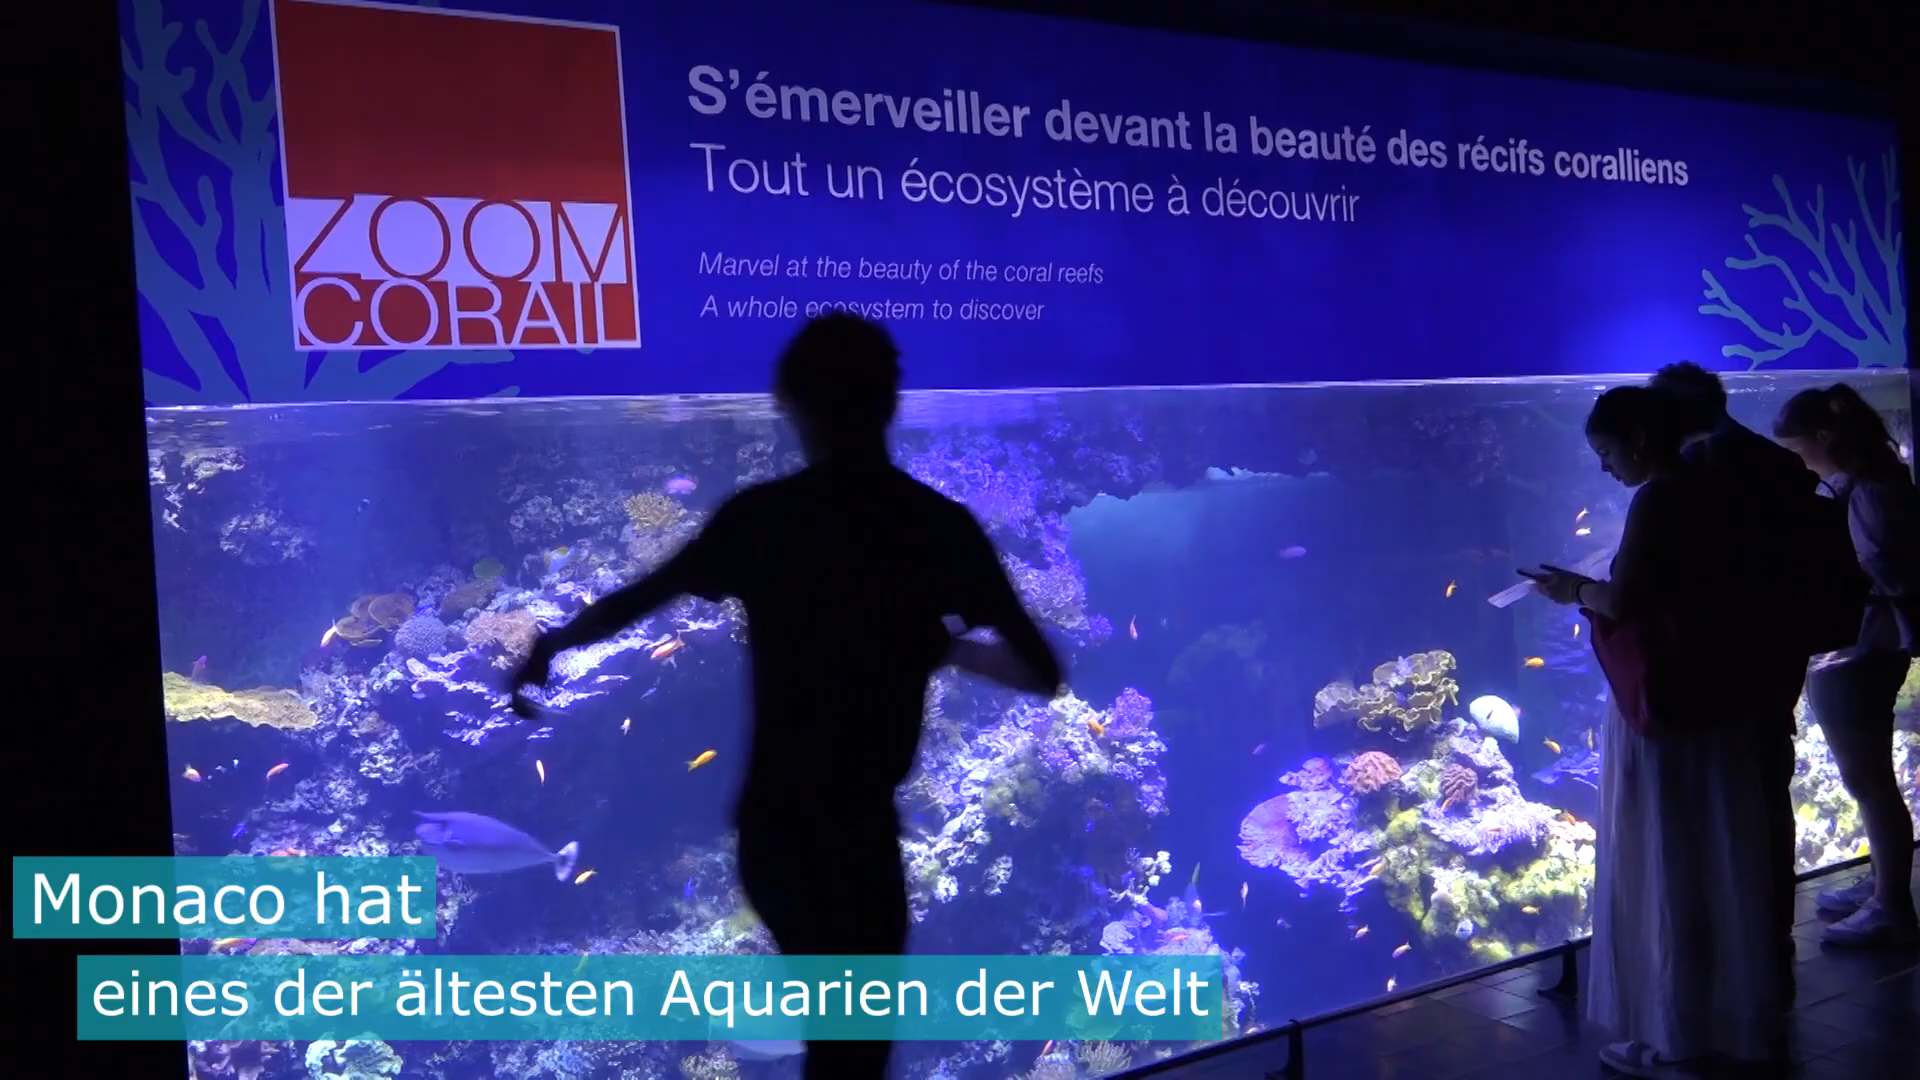 ZOOM
CORAIL
S'émerveiller devant la beauté des récifs coralliens
Tout un écosystème à découvrir
Marvel at the beauty of the coral reefs
A whole ecosystem to discover
Monaco hat
eines der ältesten Aquarien der Welt